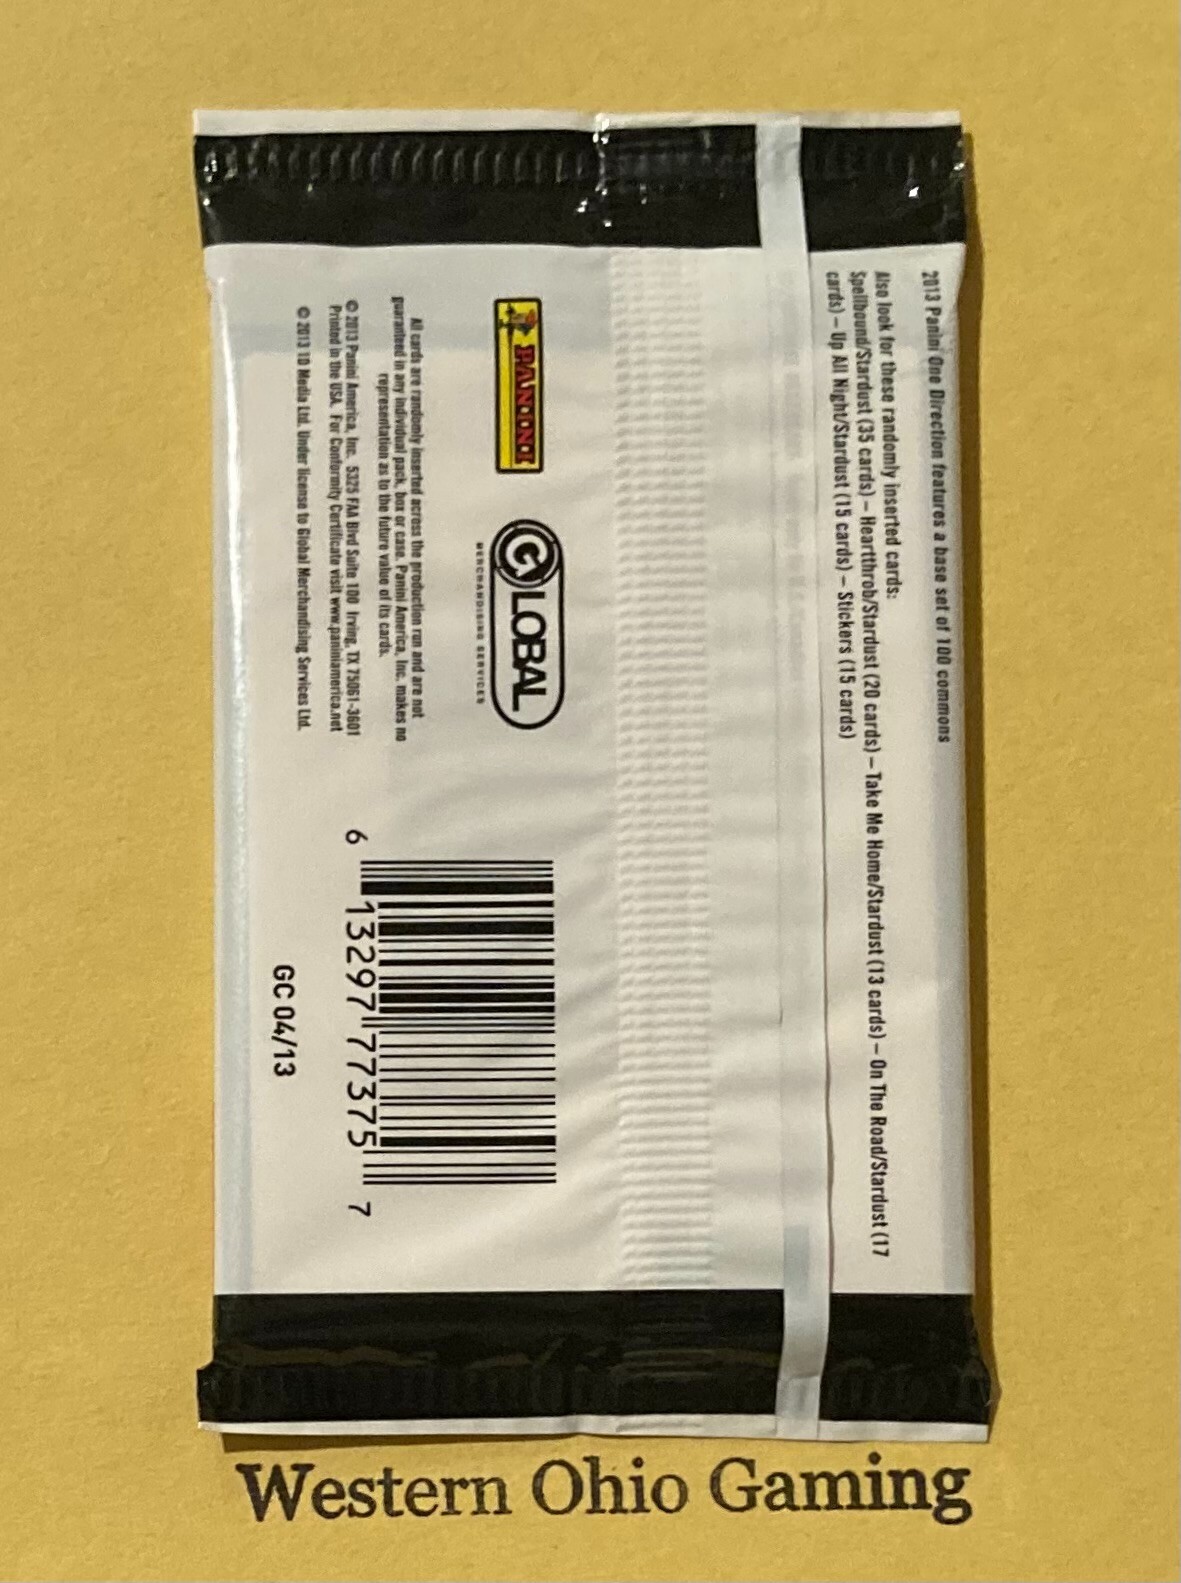 2013 Panini One Direction features a base set of 100 commons
Also look for these randomly inserted cards:
Spellbound/Stardust (35 cards) – Heartthrob/Stardust (20 cards) – Take Me Home/Stardust (13 cards) – On The Road/Stardust (17
cards) – Up All Night/Stardust (15 cards) – Stickers (15 cards)
PANINI
GLOBAL
MERCHANDISING SERVICES
All cards are randomly inserted across the production run and are not
guaranteed in any individual pack, box or case. Panini America, Inc. makes no
representation as to the future value of its cards.
© 2013 Panini America, Inc. 5325 FAA Blvd Suite 100 Irving, TX 75061-3601
Printed in the USA. For Conformity Certificate visit www.paniniamerica.net
© 2013 1D Media Ltd. Under license to Global Merchandising Services Ltd.
6 13297 77375 7
GC 04/13
Western Ohio Gaming